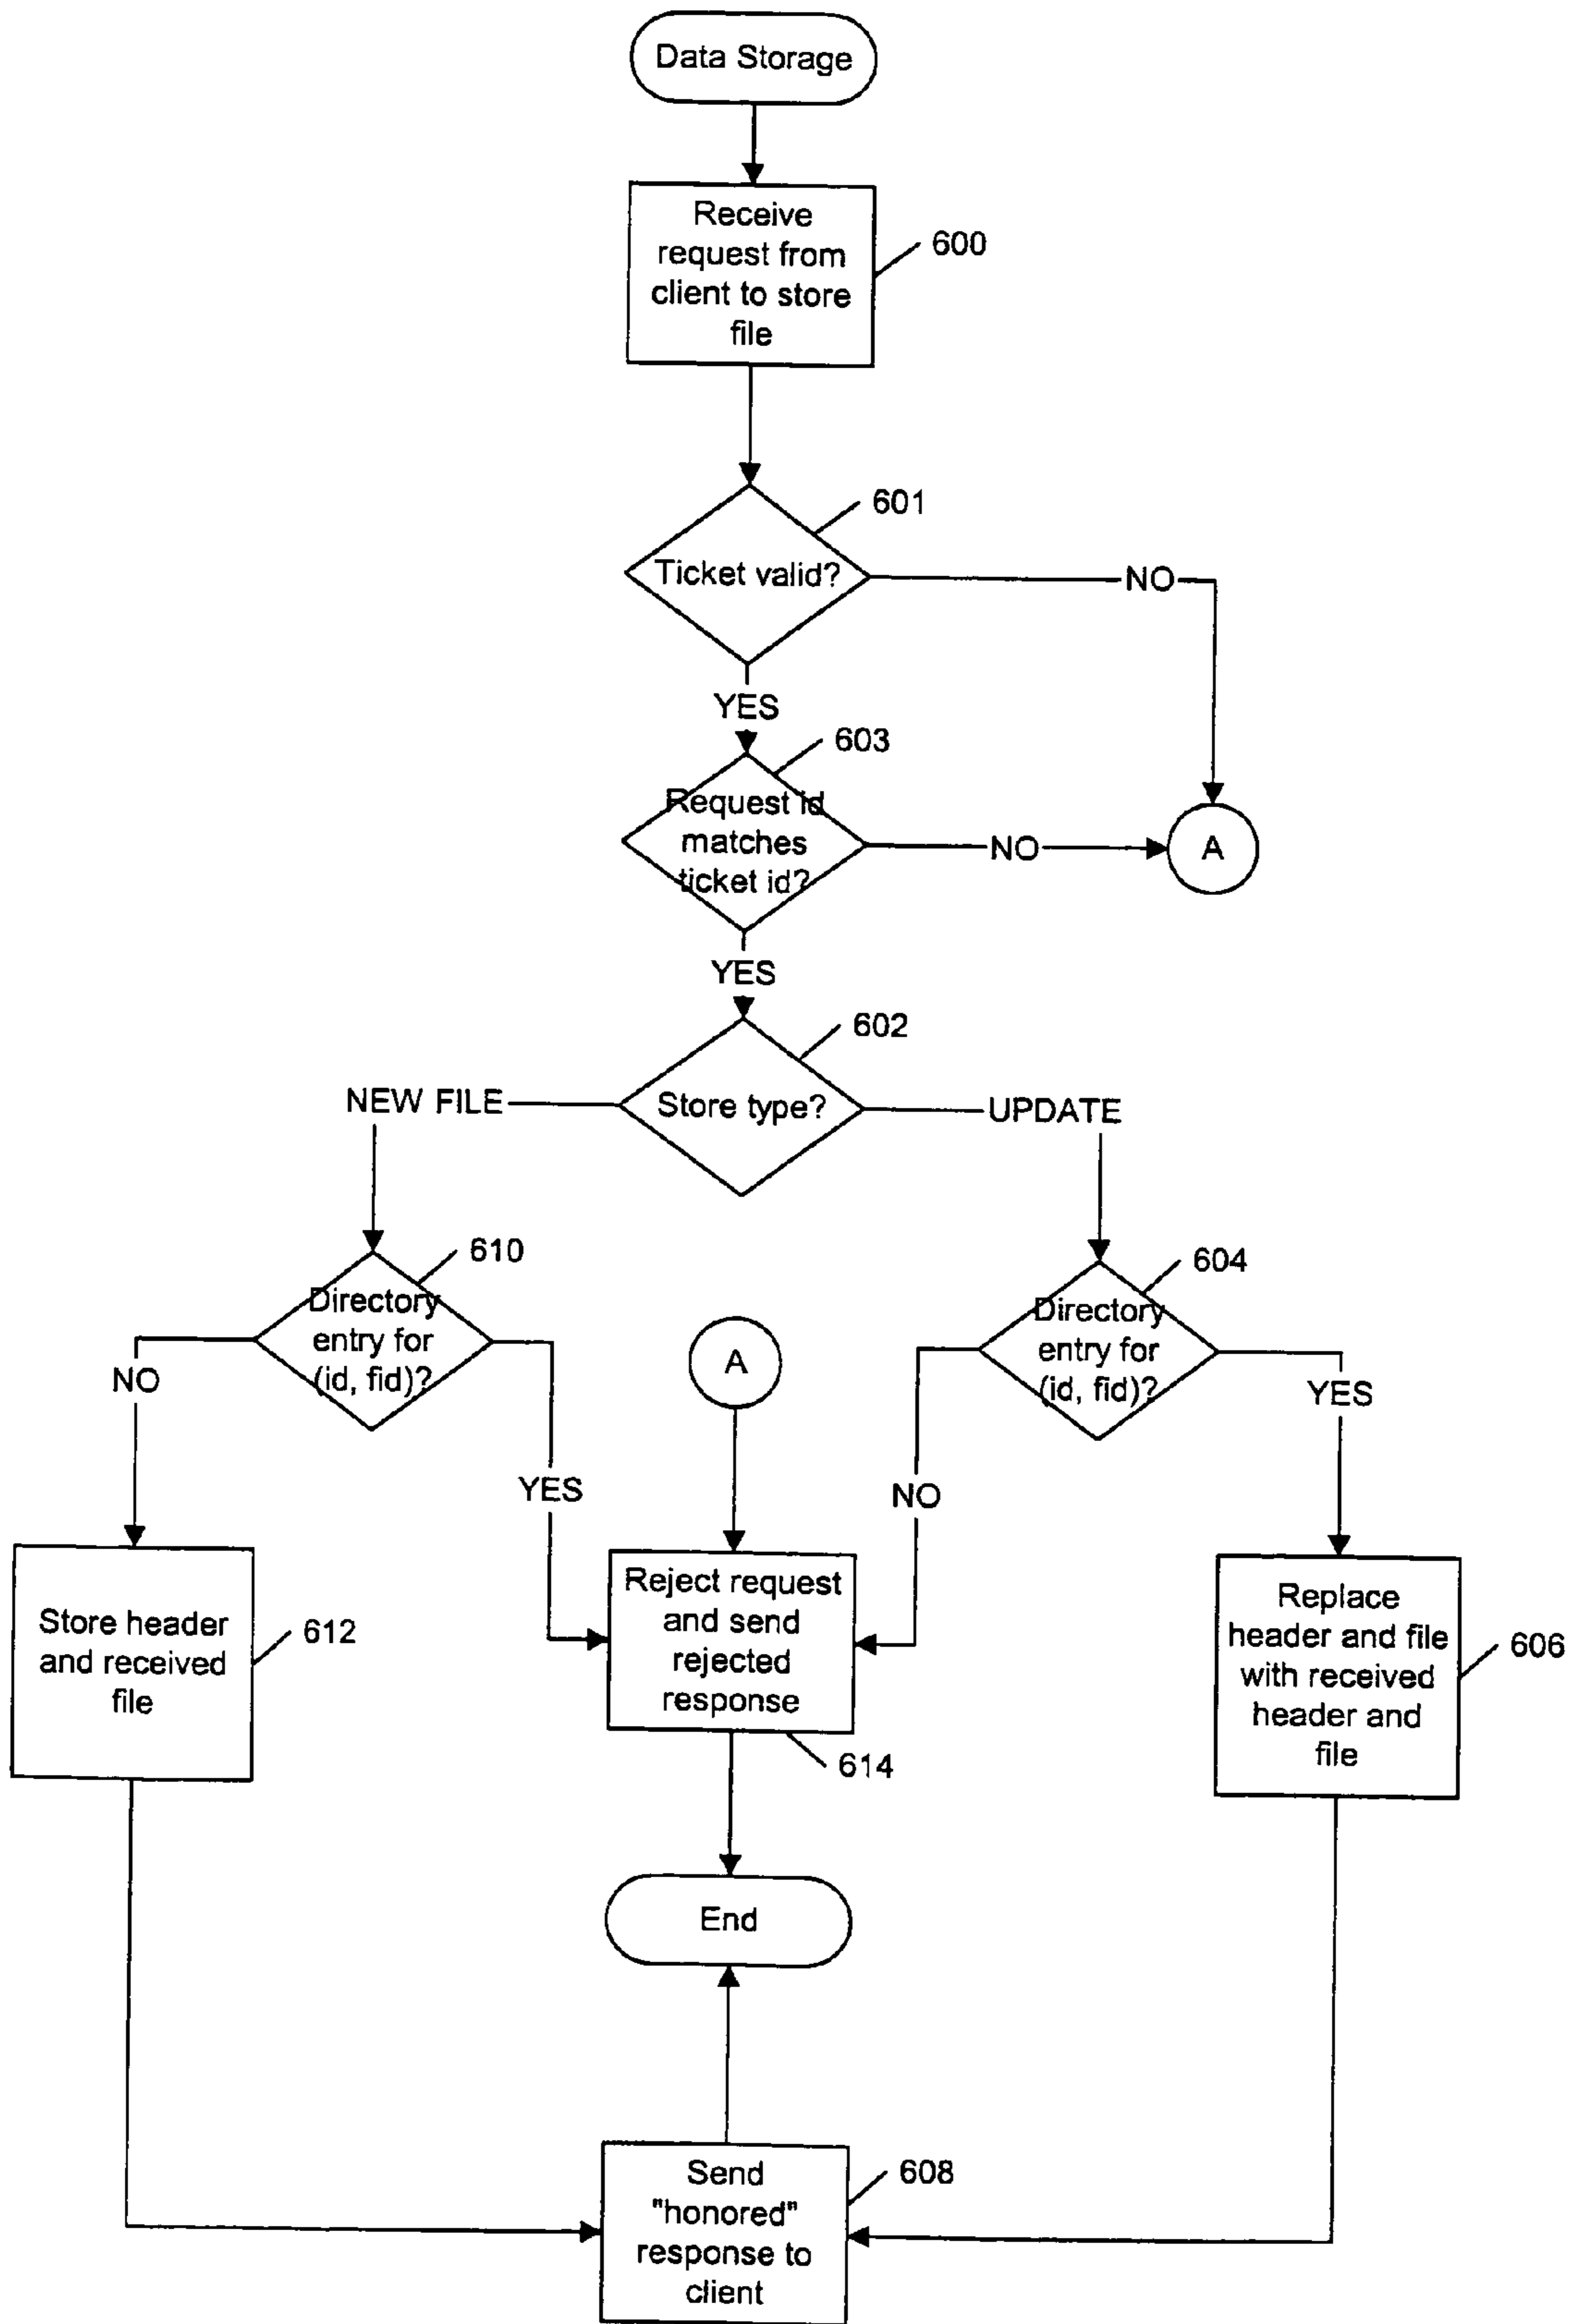 Data Storage
Receive
request from
client to store
file
600
601
Ticket valid?
NO
YES
603
Request id
matches
ticket id?
NO
A
YES
602
NEW FILE
Store type?
UPDATE
610
Directory
entry for
(id, fid)?
NO
YES
A
604
Directory
entry for
(id, fid)?
NO
YES
Store header
and received
file
612
Reject request
and send
rejected
response
614
Replace
header and file
with received
header and
file
606
End
Send
"honored"
response to
client
608